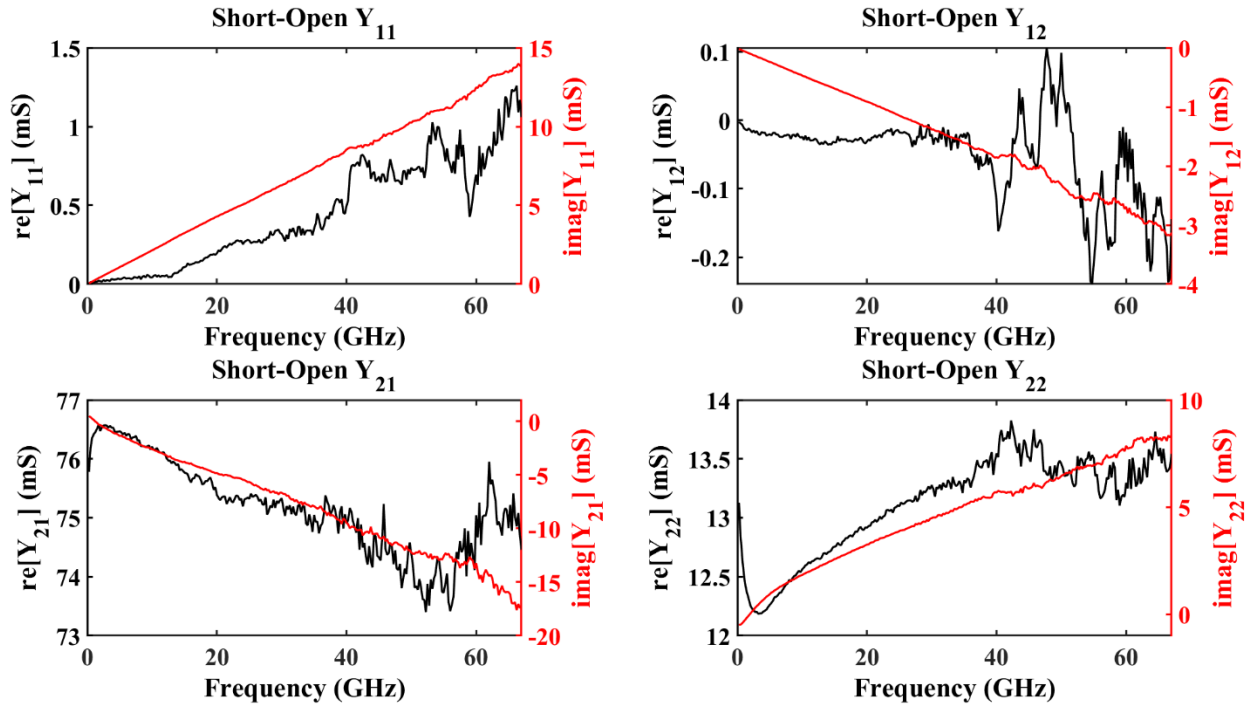 Short-Open Y11
1.5
1
0.5
0
re[Y11] (mS)
15
10
5
0
imag[Y11] (mS)
0 20 40 60
Frequency (GHz)
Short-Open Y12
0.1
0
-0.1
-0.2
re[Y12] (mS)
0
-1
-2
-3
-4
imag[Y12] (mS)
0 20 40 60
Frequency (GHz)
Short-Open Y21
77
76
75
74
73
re[Y21] (mS)
0
-5
-10
-15
-20
imag[Y21] (mS)
0 20 40 60
Frequency (GHz)
Short-Open Y22
14
13.5
13
12.5
12
re[Y22] (mS)
10
5
0
imag[Y22] (mS)
0 20 40 60
Frequency (GHz)